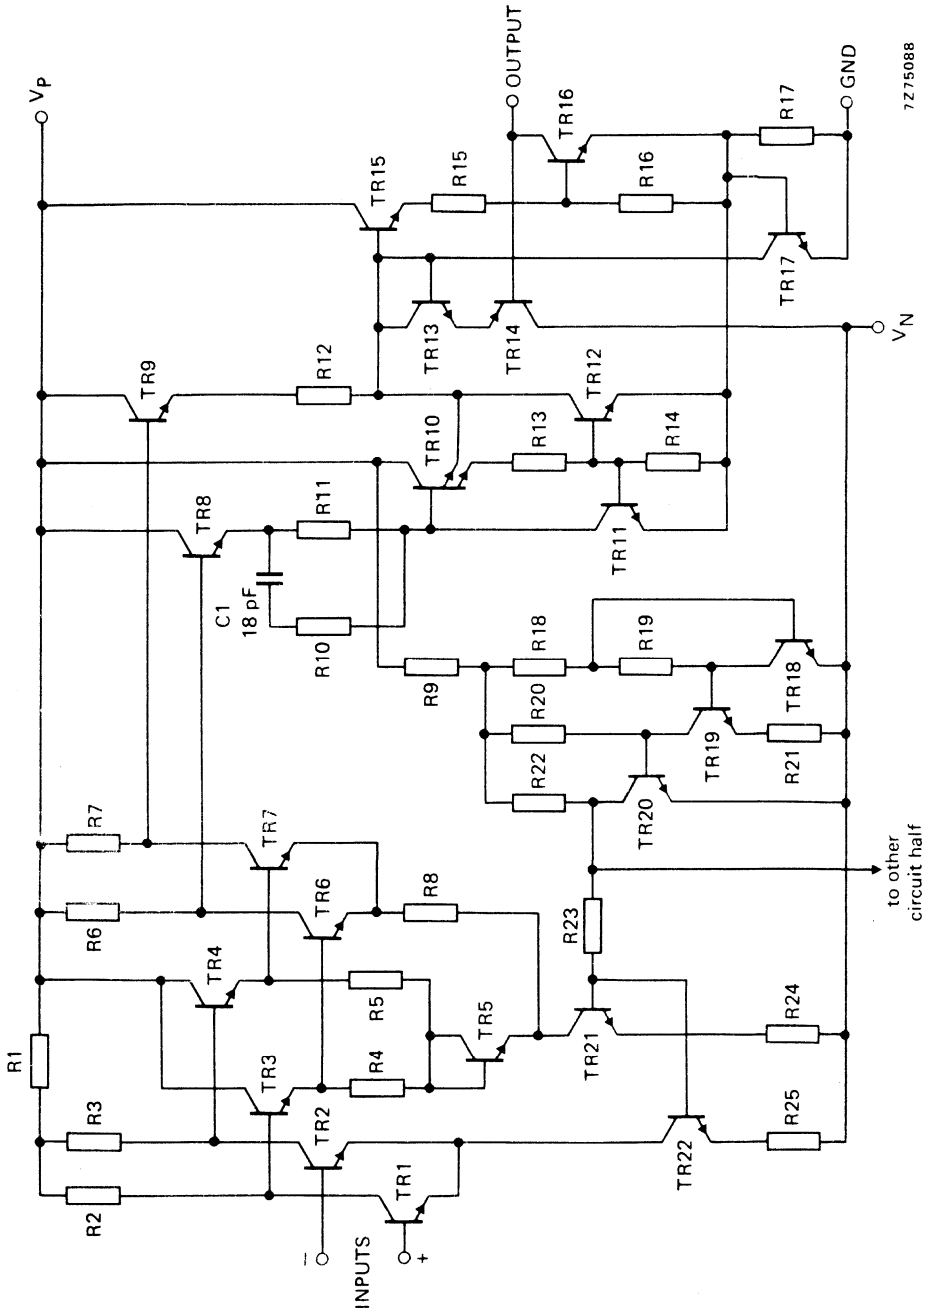 VP
R1
R2
R3
R6
R7
TR9
TR8
TR4
TR7
TR3
TR6
TR2
TR1
R4
R5
R8
TR5
– INPUTS +
C1
18 pF
R10
R11
R12
TR10
TR15
R15
OUTPUT
TR16
R16
TR13
TR14
TR12
R13
R14
TR11
R9
R18
R20
R22
R19
TR18
TR19
TR20
R21
R23
TR21
TR22
R24
R25
to other
circuit half
VN
TR17
R17
GND
7Z75088